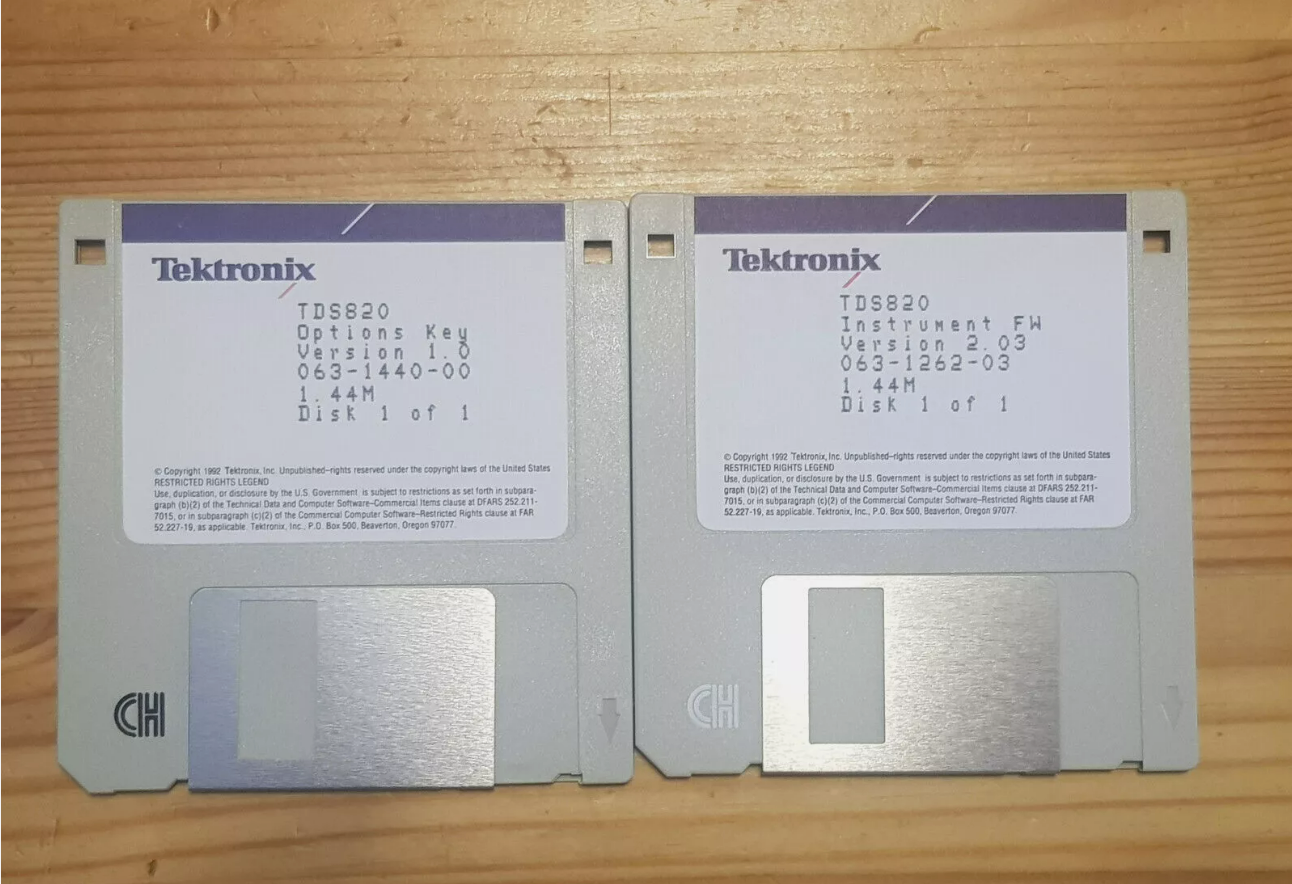 Tektronix
TDS820
Options Key
Version 1.0
063-1440-00
1.44M
Disk 1 of 1
© Copyright 1992 Tektronix, Inc. Unpublished–rights reserved under the copyright laws of the United States
RESTRICTED RIGHTS LEGEND
Use, duplication, or disclosure by the U.S. Government is subject to restrictions as set forth in subpara-
graph (b)(2) of the Technical Data and Computer Software–Commercial Items clause at DFARS 252.211-
7015, or in subparagraph (c)(2) of the Commercial Computer Software–Restricted Rights clause at FAR
52.227-19, as applicable. Tektronix, Inc., P.O. Box 500, Beaverton, Oregon 97077.
CH
Tektronix
TDS820
Instrument FW
Version 2.03
063-1262-03
1.44M
Disk 1 of 1
© Copyright 1992 Tektronix, Inc. Unpublished–rights reserved under the copyright laws of the United States
RESTRICTED RIGHTS LEGEND
Use, duplication, or disclosure by the U.S. Government is subject to restrictions as set forth in subpara-
graph (b)(2) of the Technical Data and Computer Software–Commercial Items clause at DFARS 252.211-
7015, or in subparagraph (c)(2) of the Commercial Computer Software–Restricted Rights clause at FAR
52.227-19, as applicable. Tektronix, Inc., P.O. Box 500, Beaverton, Oregon 97077.
CH